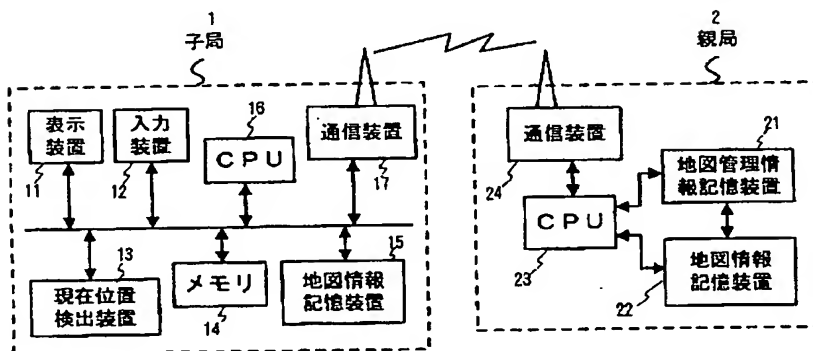 1
子局
表示
装置
11
入力
装置
12
16
CPU
通信装置
17
13
現在位置
検出装置
メモリ
14
15
地図情報
記憶装置
2
親局
通信装置
24
CPU
23
21
地図管理情
報記憶装置
地図情報
記憶装置
22